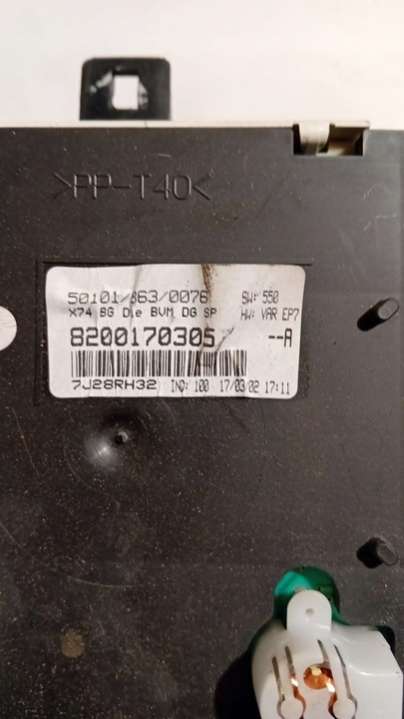 >PP-T40<
50101/863/0076 SW: 550
X74 BG D.e BVM DG SP HW: VAR EP7
8200170305 --A
7J28RH32 IND: 100 17/03/02 17:11